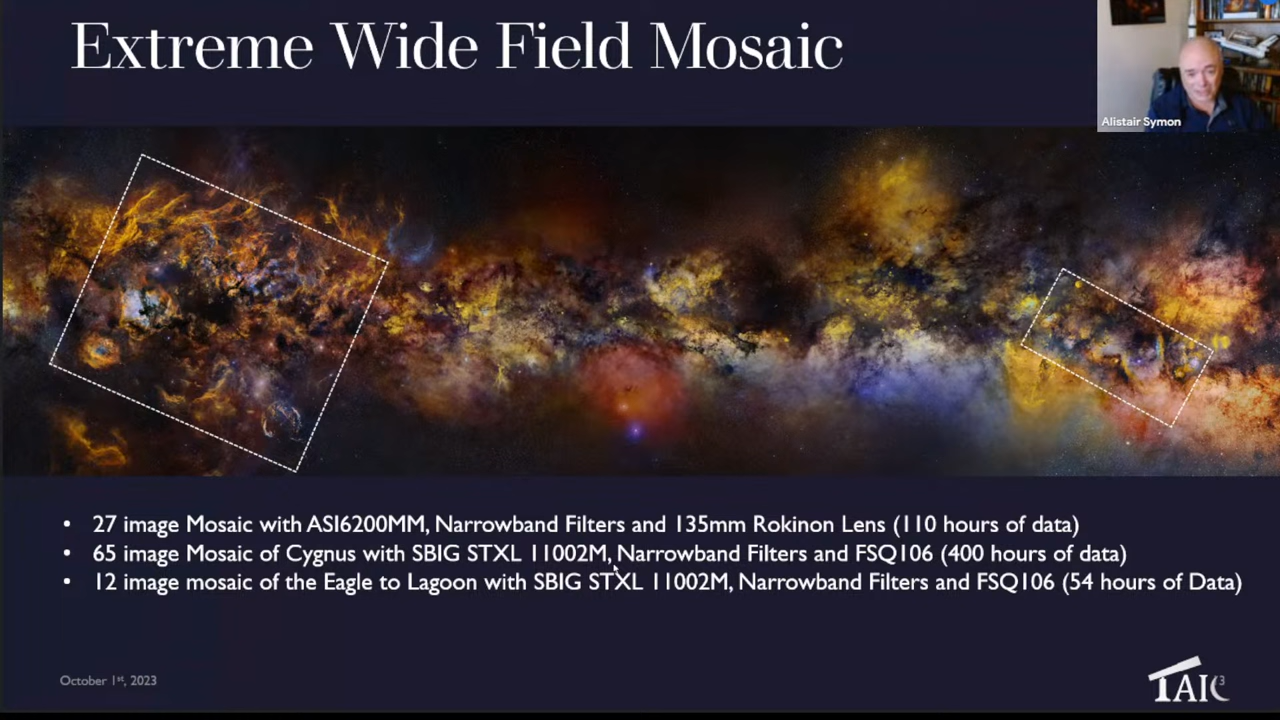 Extreme Wide Field Mosaic
Alistair Symon
• 27 image Mosaic with ASI6200MM, Narrowband Filters and 135mm Rokinon Lens (110 hours of data)
• 65 image Mosaic of Cygnus with SBIG STXL 11002M, Narrowband Filters and FSQ106 (400 hours of data)
• 12 image mosaic of the Eagle to Lagoon with SBIG STXL 11002M, Narrowband Filters and FSQ106 (54 hours of Data)
October 1st, 2023
TAIC
3